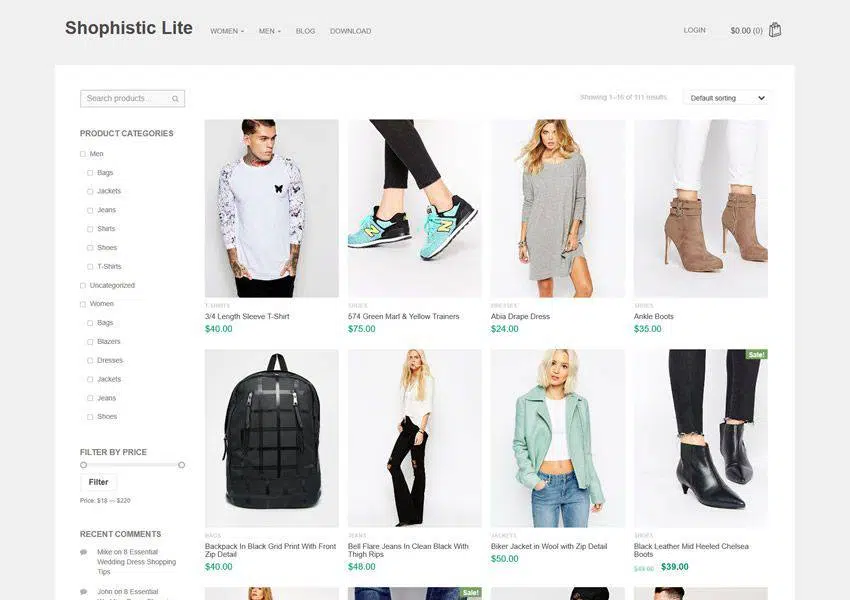 Shophistic Lite
WOMEN
MEN
BLOG
DOWNLOAD
LOGIN
$0.00 (0)
Search products...
Showing 1–16 of 111 results
Default sorting
PRODUCT CATEGORIES
Men
Bags
Jackets
Jeans
Shirts
Shoes
T-Shirts
Uncategorized
Women
Bags
Blazers
Dresses
Jackets
Jeans
Shoes
FILTER BY PRICE
Filter
Price: $18 — $220
RECENT COMMENTS
Mike on 8 Essential
Wedding Dress Shopping
Tips
John on 8 Essential
T-SHIRTS
3/4 Length Sleeve T-Shirt
$40.00
SHOES
574 Green Marl & Yellow Trainers
$75.00
DRESSES
Abia Drape Dress
$24.00
SHOES
Ankle Boots
$35.00
BAGS
Backpack In Black Grid Print With Front
Zip Detail
$40.00
JEANS
Bell Flare Jeans In Clean Black With
Thigh Rips
$48.00
JACKETS
Biker Jacket in Wool with Zip Detail
$50.00
Sale!
SHOES
Black Leather Mid Heeled Chelsea
Boots
$49.00 $39.00
Sale!